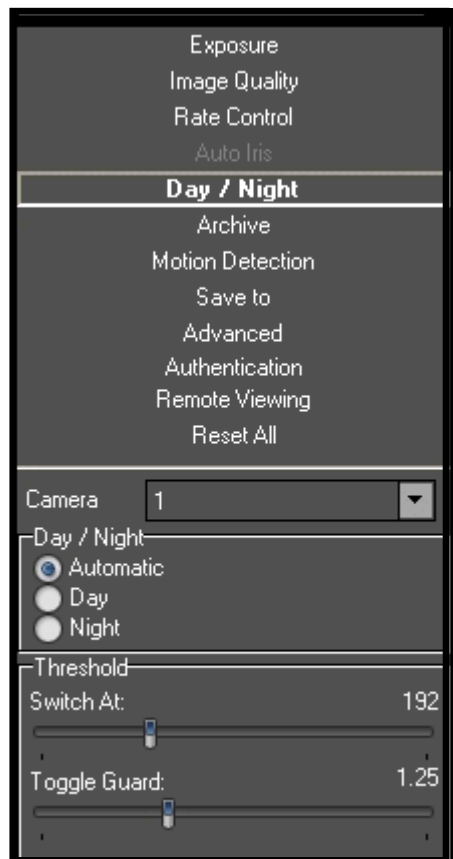 Exposure
Image Quality
Rate Control
Auto Iris
Day / Night
Archive
Motion Detection
Save to
Advanced
Authentication
Remote Viewing
Reset All
Camera 1
Day / Night
Automatic
Day
Night
Threshold
Switch At: 192
Toggle Guard: 1.25